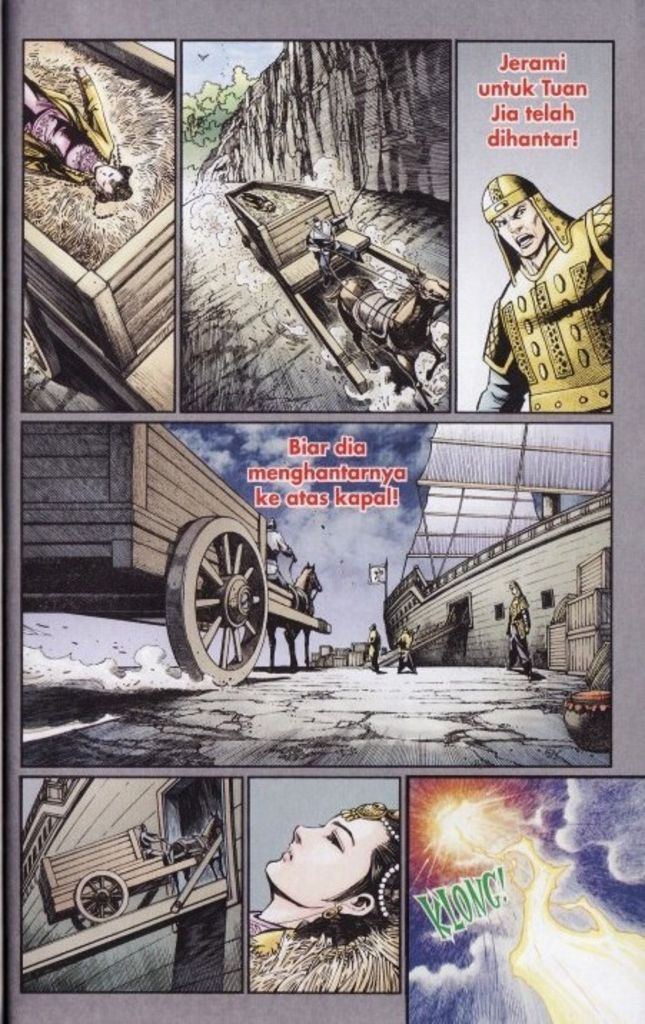 Jerami
untuk Tuan
Jia telah
dihantar!
Biar dia
menghantarnya
ke atas kapal!
KLONG!